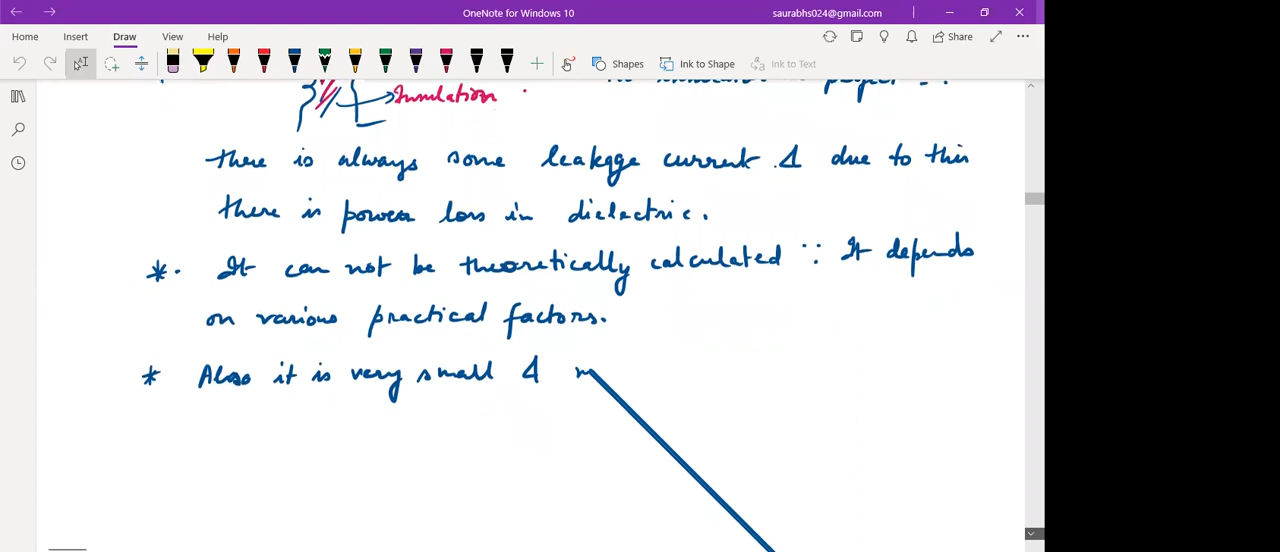 OneNote for Windows 10
saurabhs024@gmail.com
Home Insert Draw View Help
Share
Shapes Ink to Shape Ink to Text
Insulation
there is always some leakage current & due to this
there is power loss in dielectric.
*. It can not be theoretically calculated ∵ It depends
on various practical factors.
* Also it is very small &